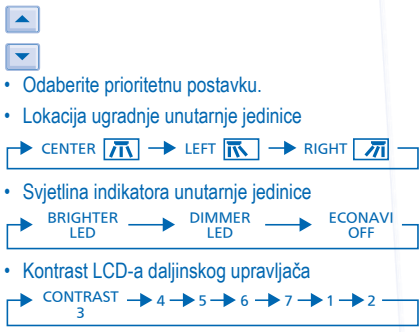 • Odaberite prioritetnu postavku.
• Lokacija ugradnje unutarnje jedinice
CENTER LEFT RIGHT
• Svjetlina indikatora unutarnje jedinice
BRIGHTER DIMMER ECONAVI
LED LED OFF
• Kontrast LCD-a daljinskog upravljača
CONTRAST 4 5 6 7 1 2
3